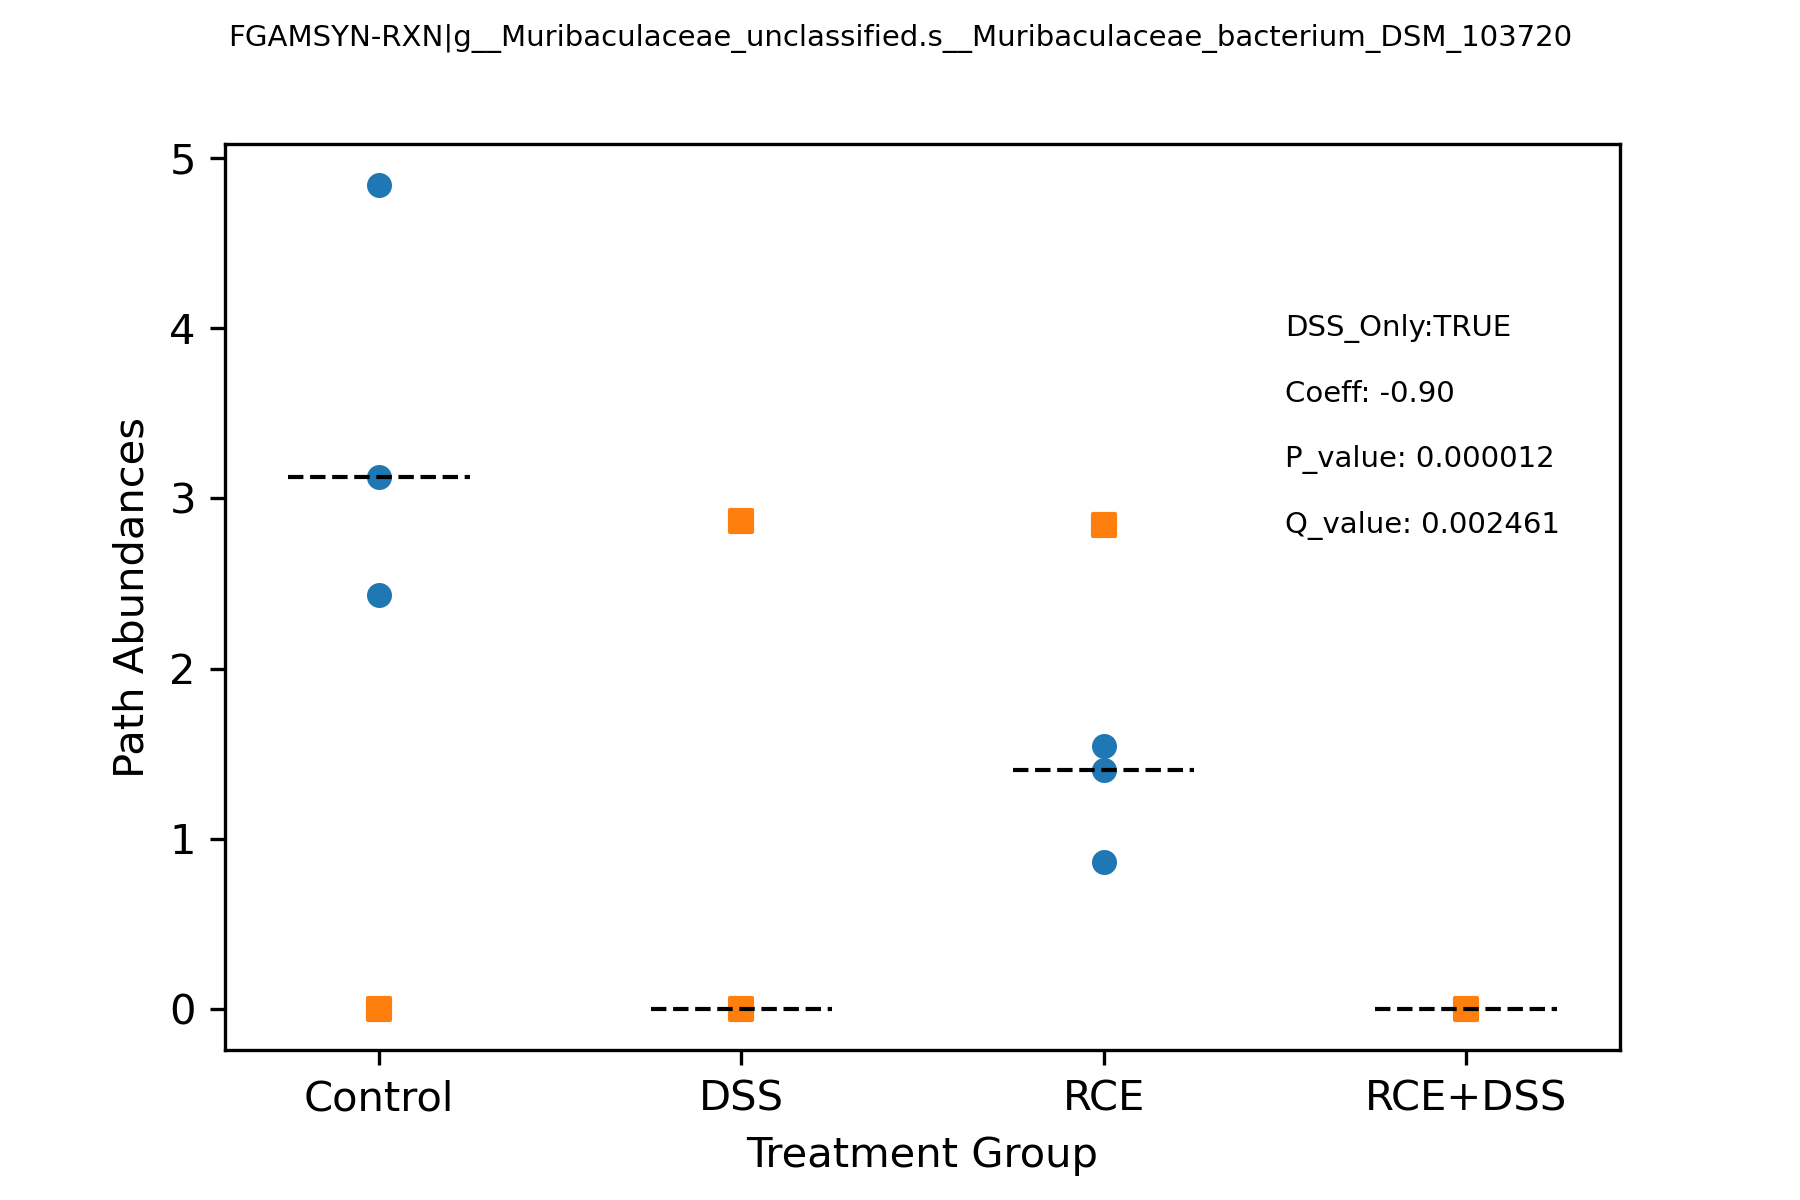 FGAMSYN-RXN|g__Muribaculaceae_unclassified.s__Muribaculaceae_bacterium_DSM_103720
5
4
3
2
1
0
Path Abundances
DSS_Only:TRUE
Coeff: -0.90
P_value: 0.000012
Q_value: 0.002461
Control DSS RCE RCE+DSS
Treatment Group